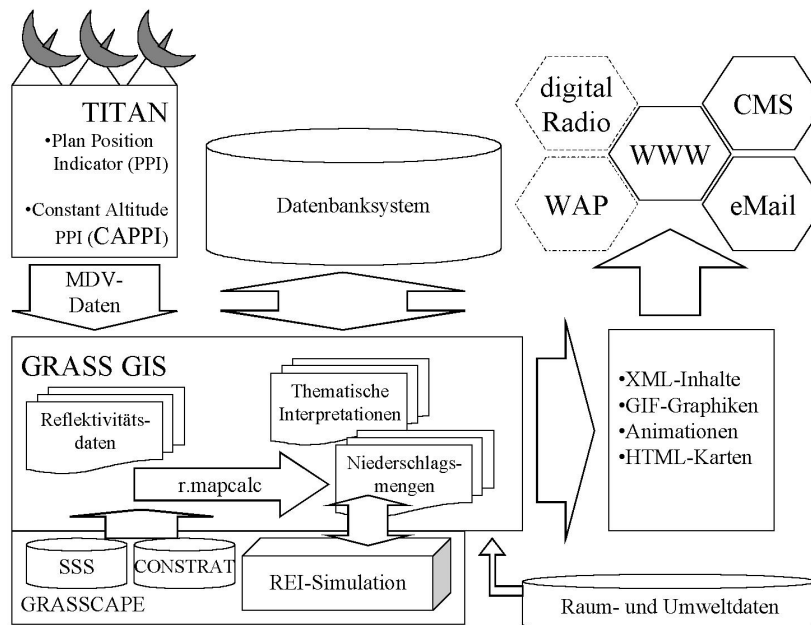 TITAN
•Plan Position
Indicator (PPI)
•Constant Altitude
PPI (CAPPI)
MDV-
Daten
Datenbanksystem
digital
Radio
CMS
WWW
WAP
eMail
GRASS GIS
Reflektivitäts-
daten
Thematische
Interpretationen
Niederschlags-
mengen
r.mapcalc
•XML-Inhalte
•GIF-Graphiken
•Animationen
•HTML-Karten
SSS
CONSTRAT
GRASSCAPE
REI-Simulation
Raum- und Umweltdaten